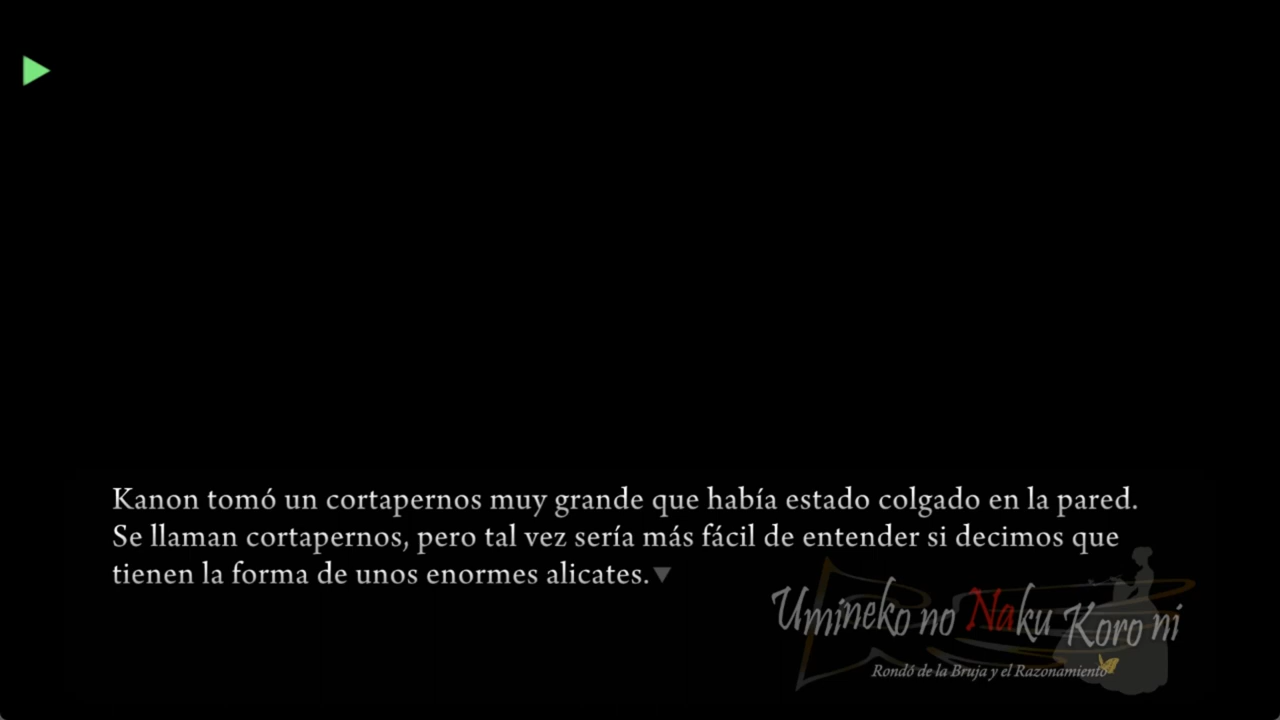 Kanon tomó un cortapernos muy grande que había estado colgado en la pared.
Se llaman cortapernos, pero tal vez sería más fácil de entender si decimos que
tienen la forma de unos enormes alicates.
Umineko no Naku Koro ni
Rondó de la Bruja y el Razonamiento